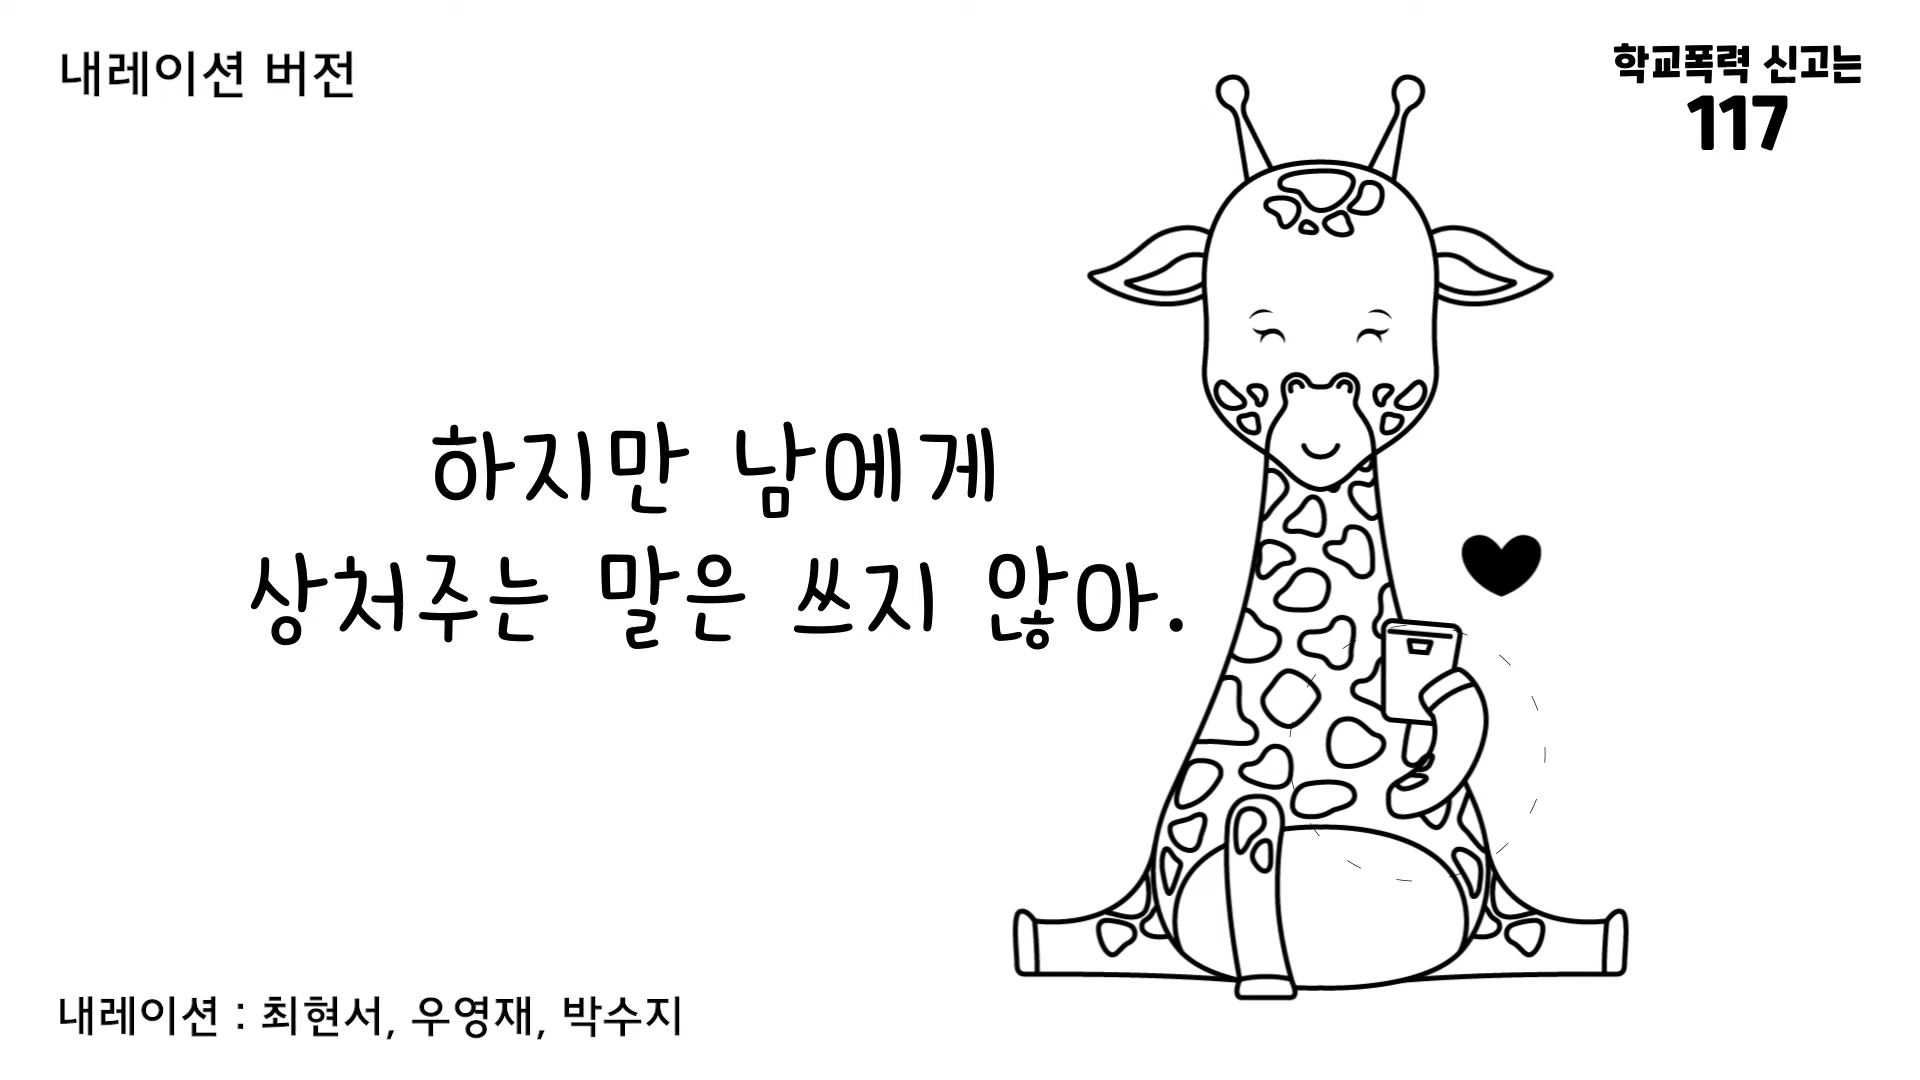 내레이션 버전
학교폭력 신고는
117
하지만 남에게
상처주는 말은 쓰지 않아.
내레이션 : 최현서, 우영재, 박수지